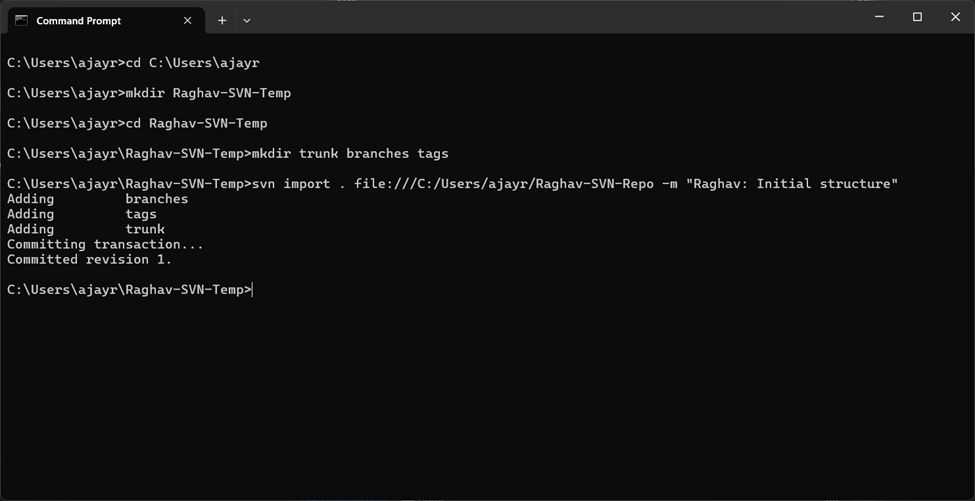 Command Prompt
C:\Users\ajayr>cd C:\Users\ajayr
C:\Users\ajayr>mkdir Raghav-SVN-Temp
C:\Users\ajayr>cd Raghav-SVN-Temp
C:\Users\ajayr\Raghav-SVN-Temp>mkdir trunk branches tags
C:\Users\ajayr\Raghav-SVN-Temp>svn import . file:///C:/Users/ajayr/Raghav-SVN-Repo -m "Raghav: Initial structure"
Adding         branches
Adding         tags
Adding         trunk
Committing transaction...
Committed revision 1.
C:\Users\ajayr\Raghav-SVN-Temp>